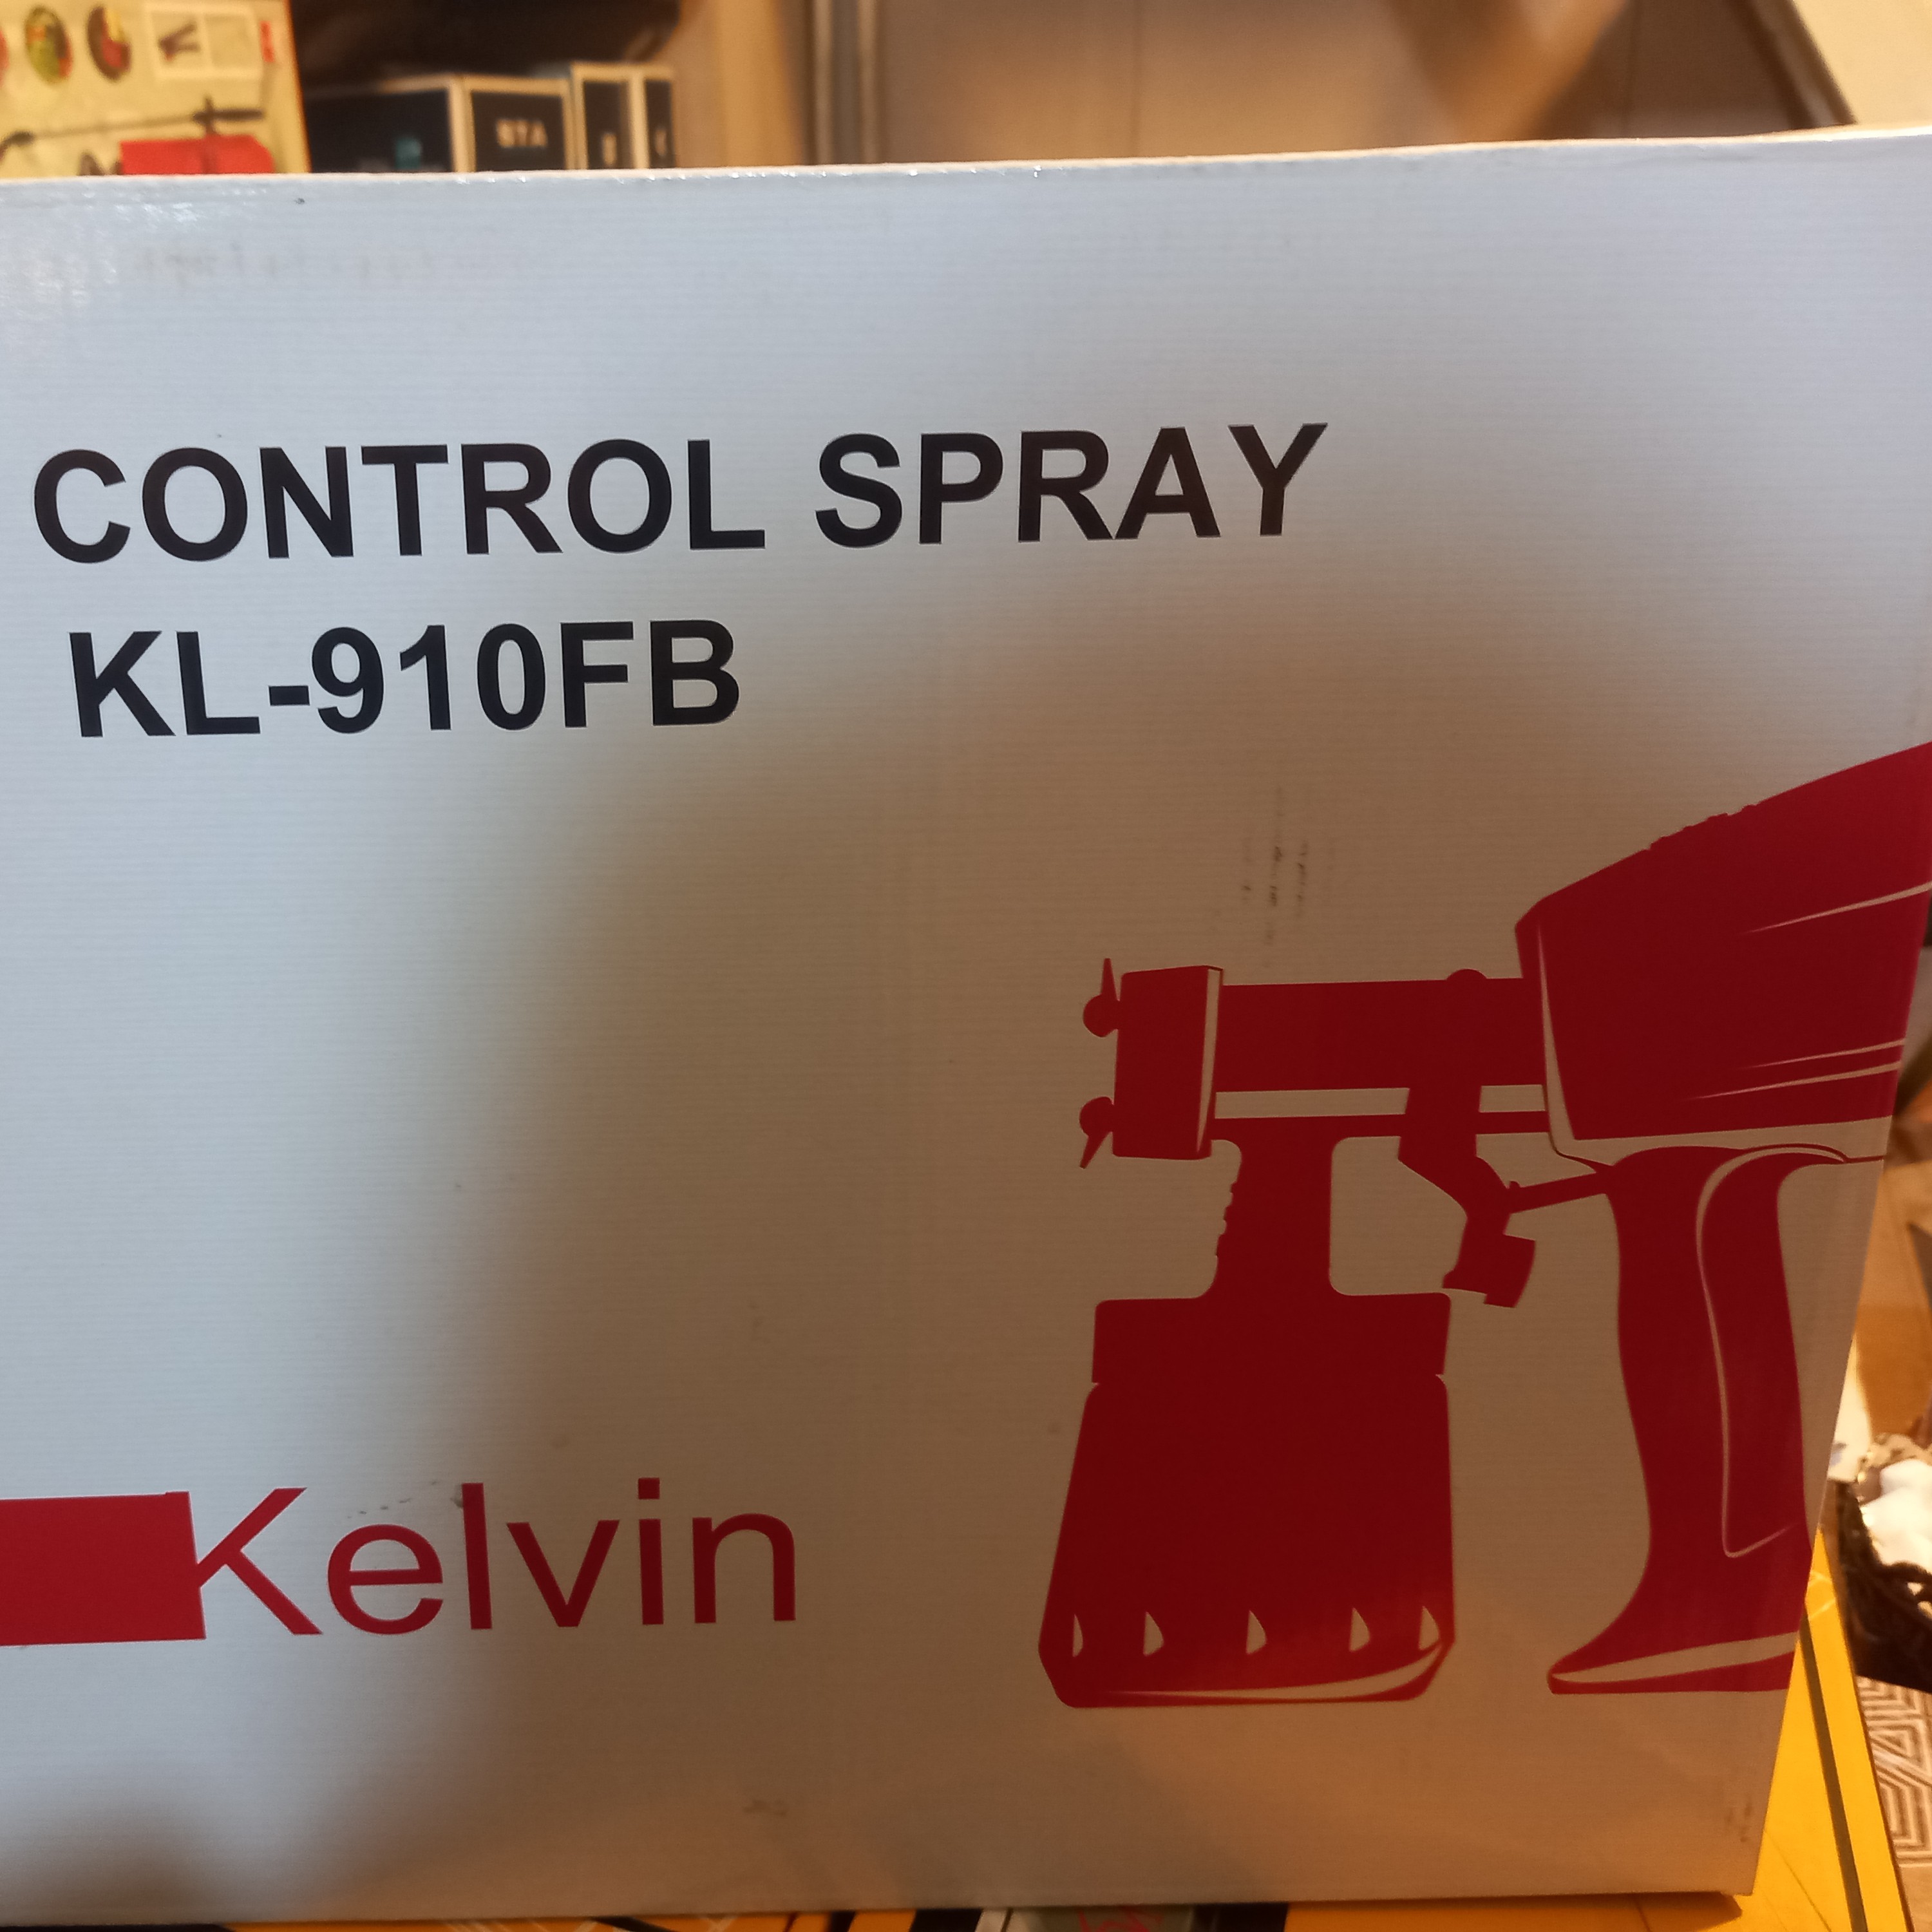 CONTROL SPRAY
KL-910FB
Kelvin